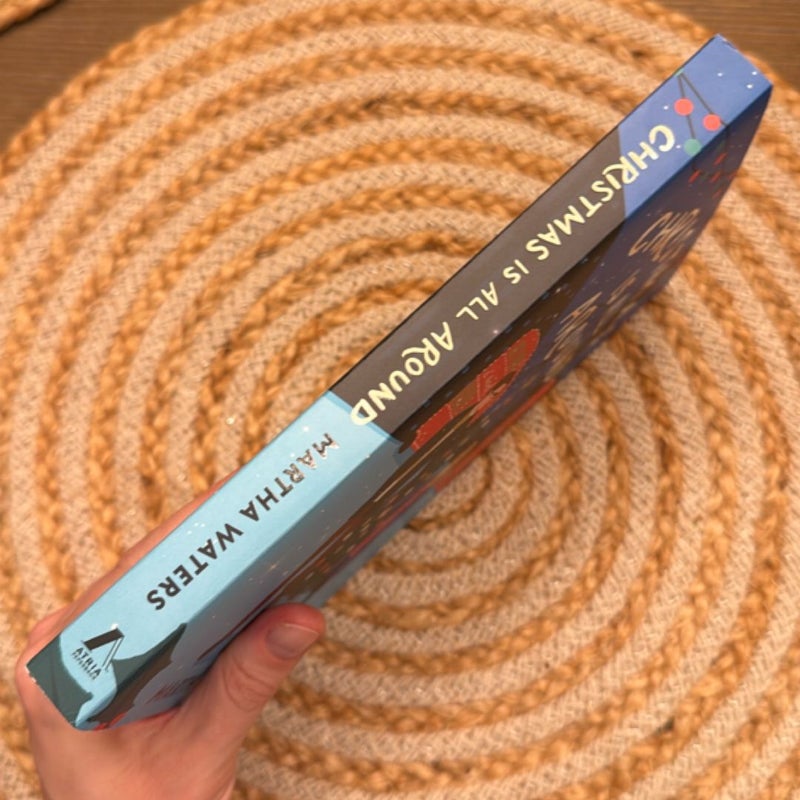 CHRISTMAS IS ALL AROUND
MARTHA WATERS
ATRIA